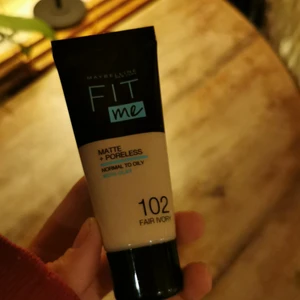 MAYBELLINE
FIT
me
MATTE
+ PORELESS
NORMAL TO OILY
102
FAIR IVORY